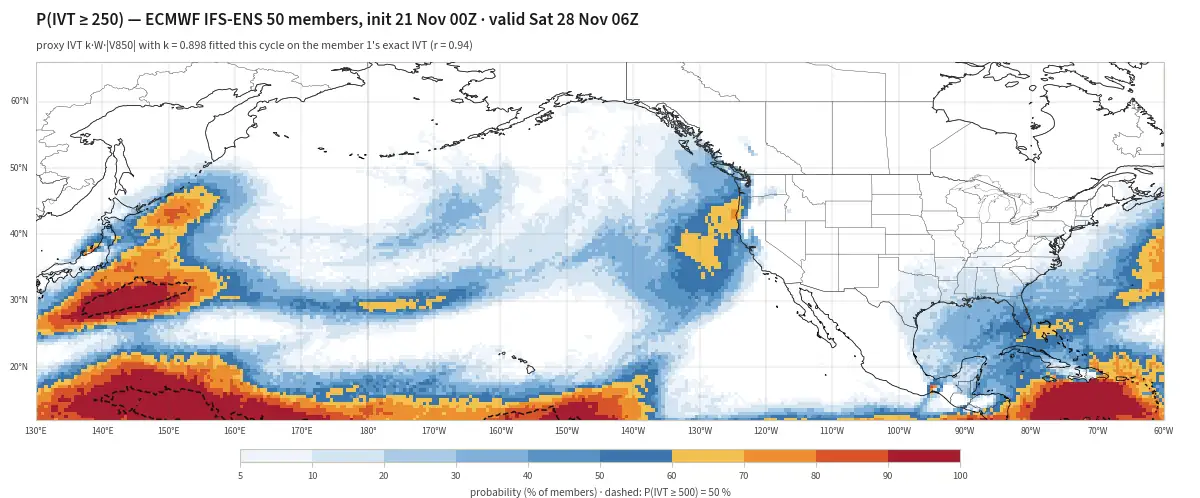 P(IVT ≥ 250) — ECMWF IFS-ENS 50 members, init 21 Nov 00Z · valid Sat 28 Nov 06Z
proxy IVT k·W·|V850| with k = 0.898 fitted this cycle on the member 1's exact IVT (r = 0.94)
60°N
50°N
40°N
30°N
20°N
130°E 140°E 150°E 160°E 170°E 180° 170°W 160°W 150°W 140°W 130°W 120°W 110°W 100°W 90°W 80°W 70°W 60°W
5 10 20 30 40 50 60 70 80 90 100
probability (% of members) · dashed: P(IVT ≥ 500) = 50 %